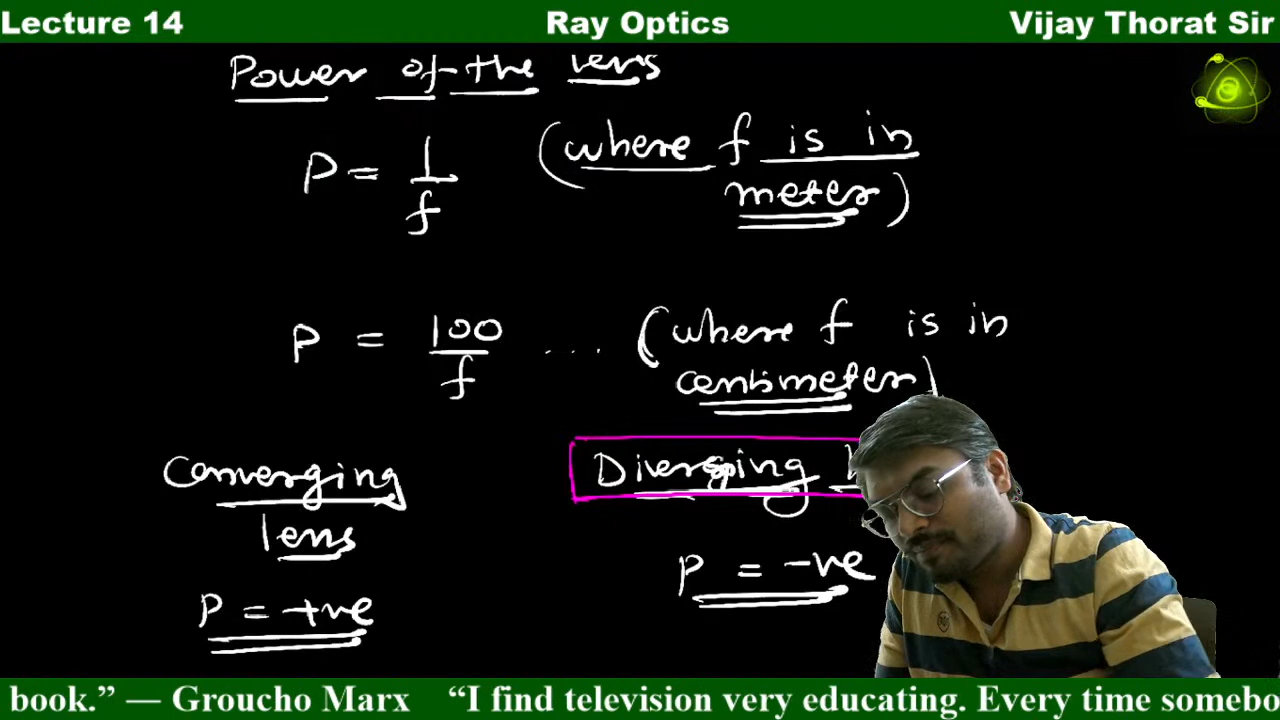 Lecture 14 Ray Optics Vijay Thorat Sir
Power of the lens
P = 1/f (where f is in
meter)
P = 100/f ... (where f is in
centimeter)
Converging
lens
Diverging
P = -ve
P = +ve
book.” — Groucho Marx “I find television very educating. Every time somebo